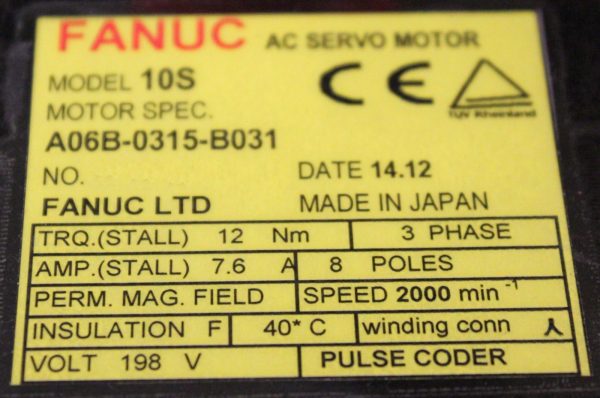 FANUC AC SERVO MOTOR
MODEL 10S
MOTOR SPEC.
TUV Rheinland
A06B-0315-B031
NO. DATE 14.12
FANUC LTD MADE IN JAPAN
TRQ.(STALL) 12 Nm 3 PHASE
AMP.(STALL) 7.6 A 8 POLES
PERM. MAG. FIELD SPEED 2000 min⁻¹
INSULATION F 40* C winding conn
VOLT 198 V PULSE CODER